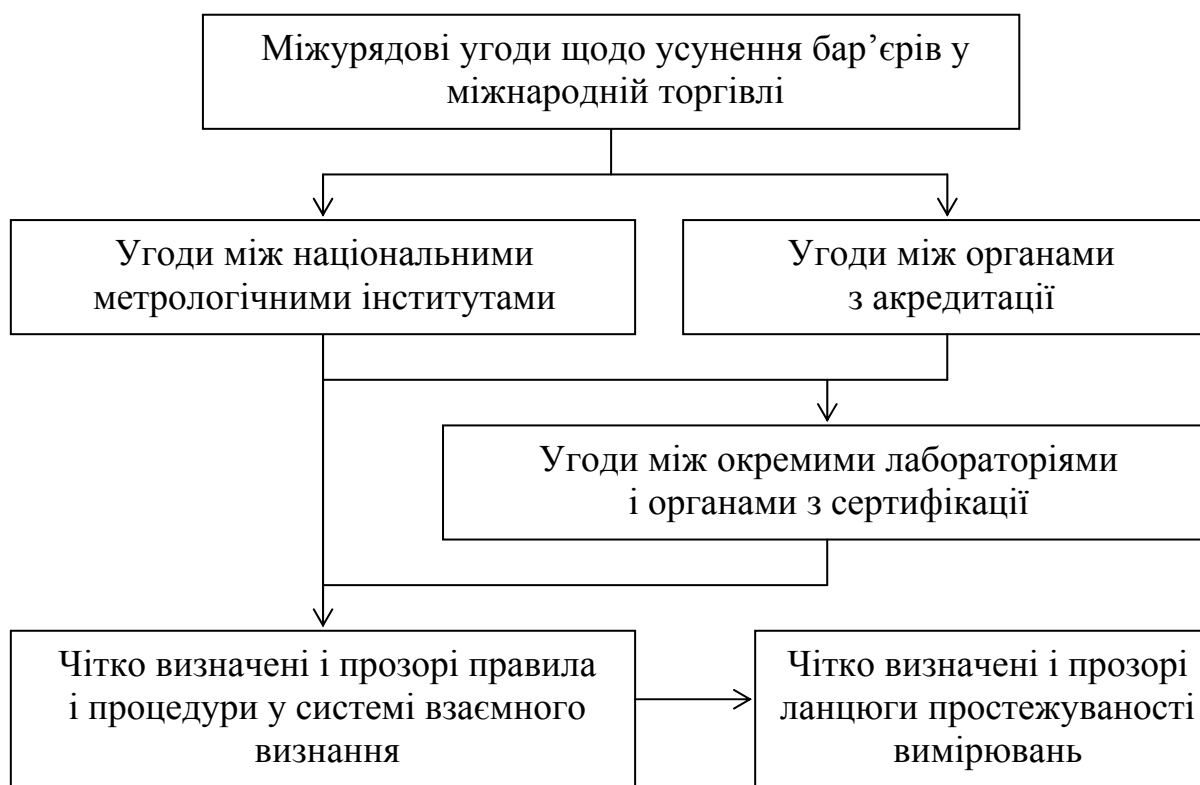 Міжурядові угоди щодо усунення бар’єрів у
міжнародній торгівлі
Угоди між національними
метрологічними інститутами
Угоди між органами
з акредитації
Угоди між окремими лабораторіями
і органами з сертифікації
Чітко визначені і прозорі правила
і процедури у системі взаємного
визнання
Чітко визначені і прозорі
ланцюги простежуваності
вимірювань